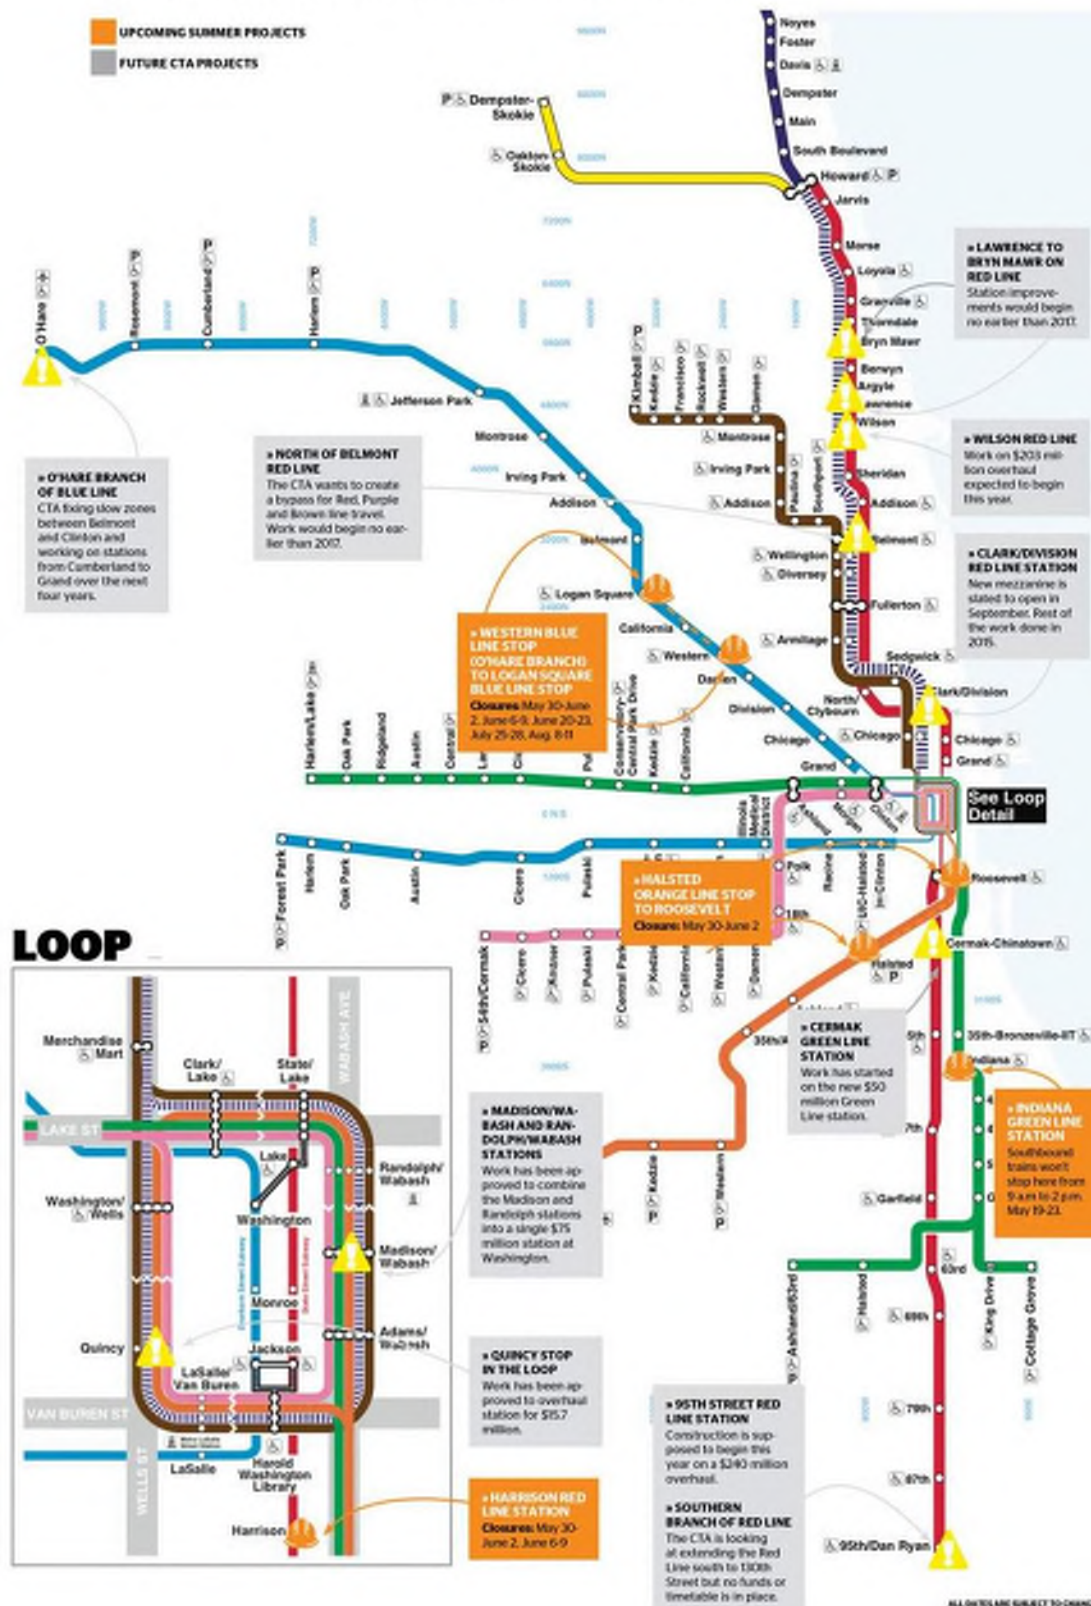 UPCOMING SUMMER PROJECTS
FUTURE CTA PROJECTS
Noyes
Foster
Davis
Dempster
Main
South Boulevard
Howard P
Jarvis
Morse
Loyola
Granville
Thorndale
Bryn Mawr
Berwyn
Argyle
Wilson
Sheridan
Addison
Belmont
Fullerton
P Dempster-
Skokie
Oakton-
Skokie
» LAWRENCE TO
BRYN MAWR ON
RED LINE
Station improve-
ments would begin
no earlier than 2017.
O'Hare
Rosemont
Cumberland P
Harlem
Jefferson Park
Montrose
Irving Park
Addison
Belmont
Logan Square
California
Western
Damen
Division
Chicago
Grand
Kimball P
Kedzie
Francisco
Rockwell
Western
Damen
Montrose
Irving Park
Addison
Paulina
Southport
Wellington
Diversey
Armitage
Sedgwick
North/
Clybourn
Clark/Division
Chicago
Chicago
Grand
» O'HARE BRANCH
OF BLUE LINE
CTA fixing slow zones
between Belmont
and Clinton and
working on stations
from Cumberland to
Grand over the next
four years.
» NORTH OF BELMONT
RED LINE
The CTA wants to create
a bypass for Red, Purple
and Brown line travel.
Work would begin no ear-
lier than 2017.
» WILSON RED LINE
Work on $203 mil-
lion overhaul
expected to begin
this year.
» CLARK/DIVISION
RED LINE STATION
New mezzanine is
slated to open in
September. Rest of
the work done in
2015.
» WESTERN BLUE
LINE STOP
(O'HARE BRANCH)
TO LOGAN SQUARE
BLUE LINE STOP
Closures: May 30-June
2, June 6-9, June 20-23,
July 25-28, Aug. 8-11
Harlem/Lake
Oak Park
Ridgeland
Austin
Central
Conservatory-
Central Park Drive
Kedzie
California
Ashland
Morgan
Clinton
Illinois
Medical
District
See Loop
Detail
Forest Park
Harlem
Oak Park
Austin
Cicero
Pulaski
Racine
UIC-Halsted
Polk
18th
Roosevelt
» HALSTED
ORANGE LINE STOP
TO ROOSEVELT
Closure: May 30-June 2
54th/Cermak
Cicero
Kostner
Pulaski
Central Park
Kedzie
California
Western
Damen
Halsted
P
Cermak-Chinatown
35th-Bronzeville-IIT
Indiana
» CERMAK
GREEN LINE
STATION
Work has started
on the new $50
million Green
Line station.
» INDIANA
GREEN LINE
STATION
Southbound
trains won't
stop here from
9 a.m to 2 p.m.
May 19-23.
Kedzie
P
Western
P
Garfield
63rd
Ashland/63rd
Halsted
King Drive
Cottage Grove
69th
79th
87th
95th/Dan Ryan
LOOP
Merchandise
Mart
Clark/
Lake
State/
Lake
WABASH AVE
LAKE ST
Lake
Randolph/
Wabash
Washington/
Wells
Washington
Madison/
Wabash
Monroe
Quincy
Jackson
Adams/
Wabash
LaSalle/
Van Buren
VAN BUREN ST
LaSalle
Harold
Washington
Library
WELLS ST
Harrison
» MADISON/WA-
BASH AND RAN-
DOLPH/WABASH
STATIONS
Work has been ap-
proved to combine
the Madison and
Randolph stations
into a single $75
million station at
Washington.
» QUINCY STOP
IN THE LOOP
Work has been ap-
proved to overhaul
station for $15.7
million.
» HARRISON RED
LINE STATION
Closures: May 30-
June 2, June 6-9
» 95TH STREET RED
LINE STATION
Construction is sup-
posed to begin this
year on a $240 million
overhaul.
» SOUTHERN
BRANCH OF RED LINE
The CTA is looking
at extending the Red
Line south to 130th
Street but no funds or
timetable is in place.
ALL DATES ARE SUBJECT TO CHANGE